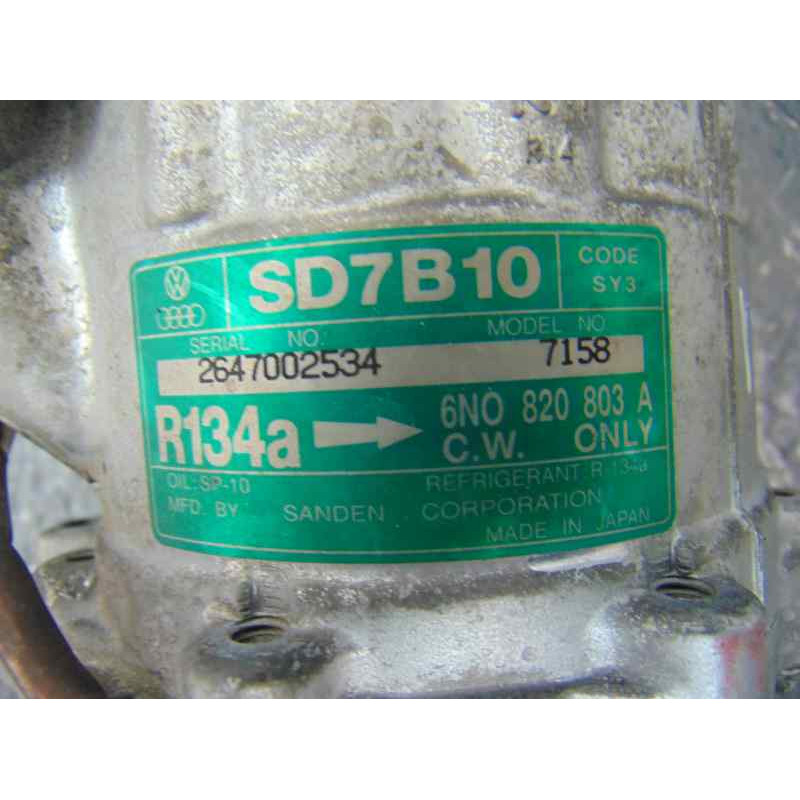 R14
SD7B10
CODE
SY3
SERIAL NO.
MODEL NO.
2647002534
7158
R134a
6N0 820 803 A
C.W. ONLY
OIL: SP-10
REFRIGERANT R-134a
MFD. BY SANDEN CORPORATION
MADE IN JAPAN